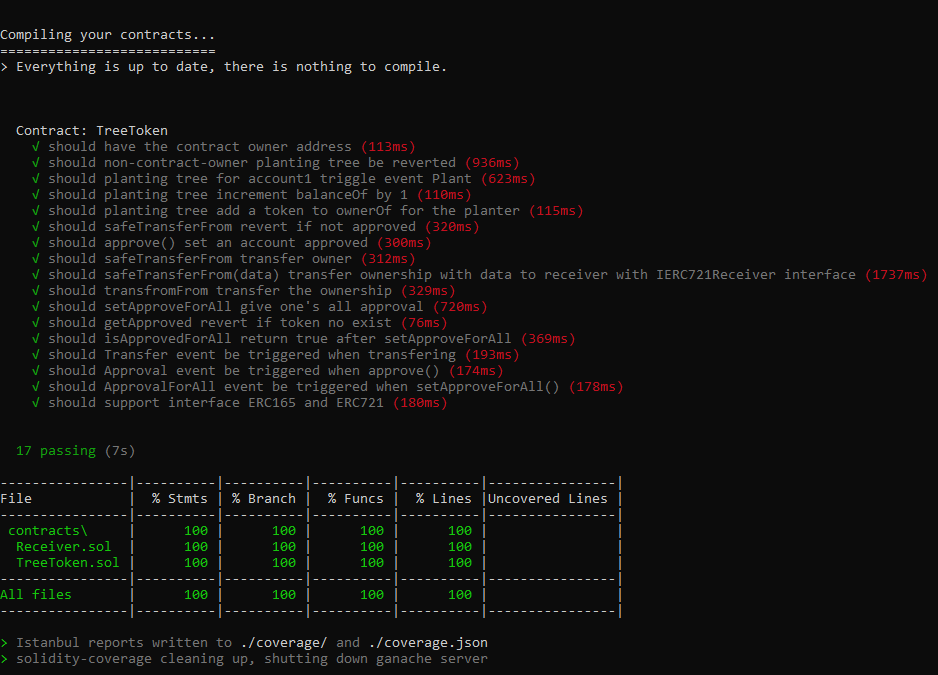 Compiling your contracts...
===========================
> Everything is up to date, there is nothing to compile.
Contract: TreeToken
√ should have the contract owner address (113ms)
√ should non-contract-owner planting tree be reverted (936ms)
√ should planting tree for account1 triggle event Plant (623ms)
√ should planting tree increment balanceOf by 1 (110ms)
√ should planting tree add a token to ownerOf for the planter (115ms)
√ should safeTransferFrom revert if not approved (320ms)
√ should approve() set an account approved (300ms)
√ should safeTransferFrom transfer owner (312ms)
√ should safeTransferFrom(data) transfer ownership with data to receiver with IERC721Receiver interface (1737ms)
√ should transfromFrom transfer the ownership (329ms)
√ should setApproveForAll give one's all approval (720ms)
√ should getApproved revert if token no exist (76ms)
√ should isApprovedForAll return true after setApproveForAll (369ms)
√ should Transfer event be triggered when transfering (193ms)
√ should Approval event be triggered when approve() (174ms)
√ should ApprovalForAll event be triggered when setApproveForAll() (178ms)
√ should support interface ERC165 and ERC721 (180ms)
17 passing (7s)
----------------|----------|----------|----------|----------|----------------|
File            |  % Stmts | % Branch |  % Funcs |  % Lines |Uncovered Lines |
----------------|----------|----------|----------|----------|----------------|
contracts\      |      100 |      100 |      100 |      100 |                |
Receiver.sol    |      100 |      100 |      100 |      100 |                |
TreeToken.sol   |      100 |      100 |      100 |      100 |                |
----------------|----------|----------|----------|----------|----------------|
All files       |      100 |      100 |      100 |      100 |                |
----------------|----------|----------|----------|----------|----------------|
> Istanbul reports written to ./coverage/ and ./coverage.json
> solidity-coverage cleaning up, shutting down ganache server